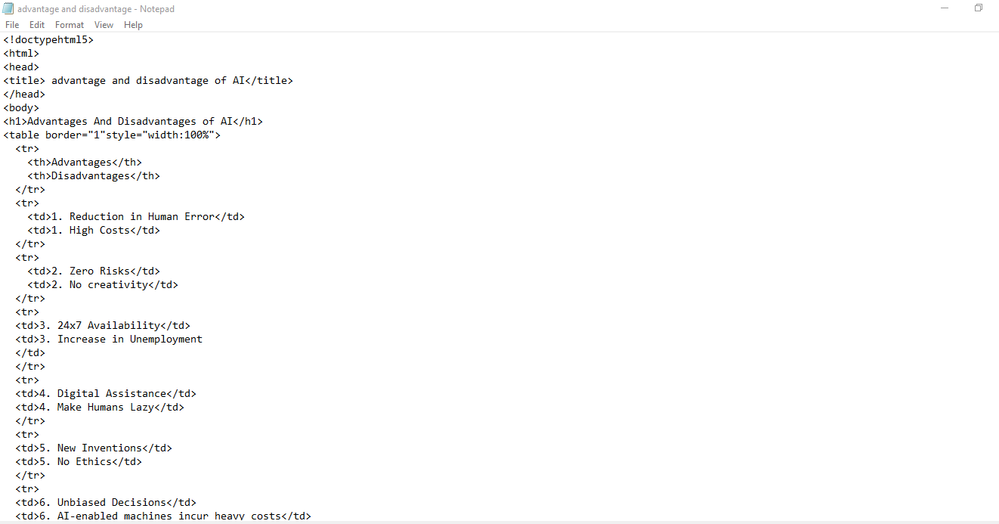 advantage and disadvantage - Notepad
File Edit Format View Help
<!doctypehtml5>
<html>
<head>
<title> advantage and disadvantage of AI</title>
</head>
<body>
<h1>Advantages And Disadvantages of AI</h1>
<table border="1"style="width:100%">
  <tr>
    <th>Advantages</th>
    <th>Disadvantages</th>
  </tr>
  <tr>
    <td>1. Reduction in Human Error</td>
    <td>1. High Costs</td>
  </tr>
  <tr>
    <td>2. Zero Risks</td>
    <td>2. No creativity</td>
  </tr>
  <tr>
  <td>3. 24x7 Availability</td>
  <td>3. Increase in Unemployment
  </td>
  </tr>
  <tr>
  <td>4. Digital Assistance</td>
  <td>4. Make Humans Lazy</td>
  </tr>
  <tr>
  <td>5. New Inventions</td>
  <td>5. No Ethics</td>
  </tr>
  <tr>
  <td>6. Unbiased Decisions</td>
  <td>6. AI-enabled machines incur heavy costs</td>